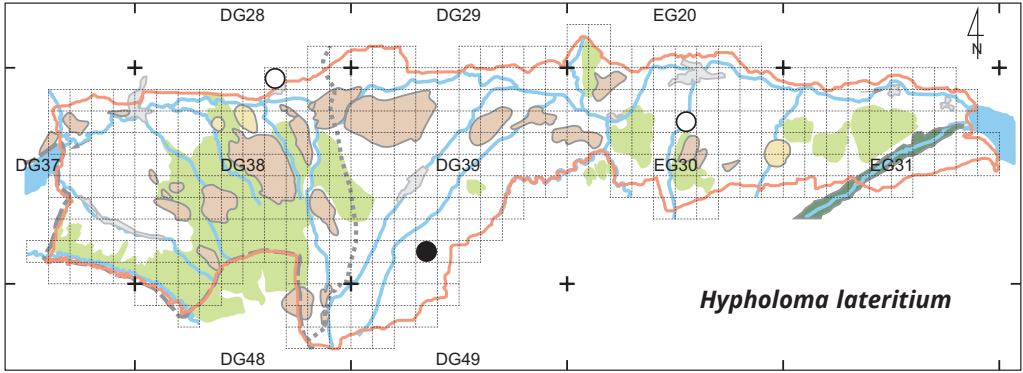 DG28 DG29 EG20
N
DG37 DG38 DG39 EG30 EG31
Hypholoma lateritium
DG48 DG49